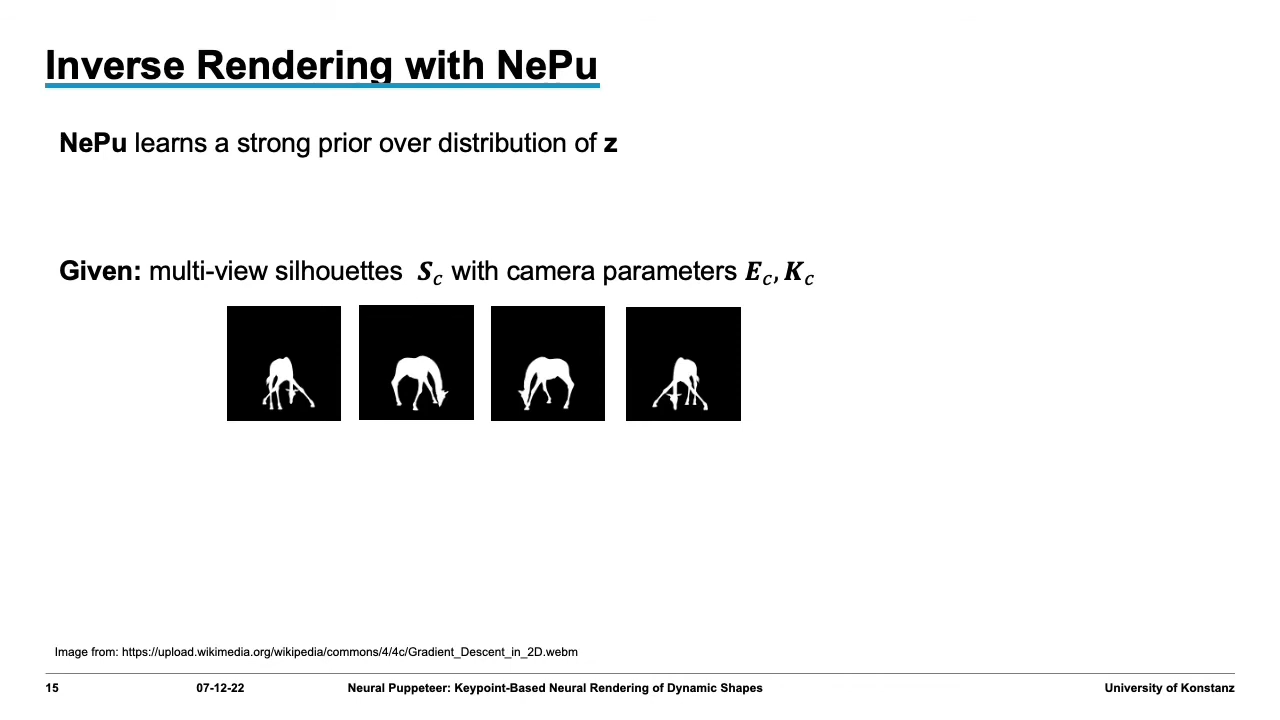 Inverse Rendering with NePu
NePu learns a strong prior over distribution of z
Given: multi-view silhouettes S_c with camera parameters E_c, K_c
Image from: https://upload.wikimedia.org/wikipedia/commons/4/4c/Gradient_Descent_in_2D.webm
15 07-12-22 Neural Puppeteer: Keypoint-Based Neural Rendering of Dynamic Shapes University of Konstanz